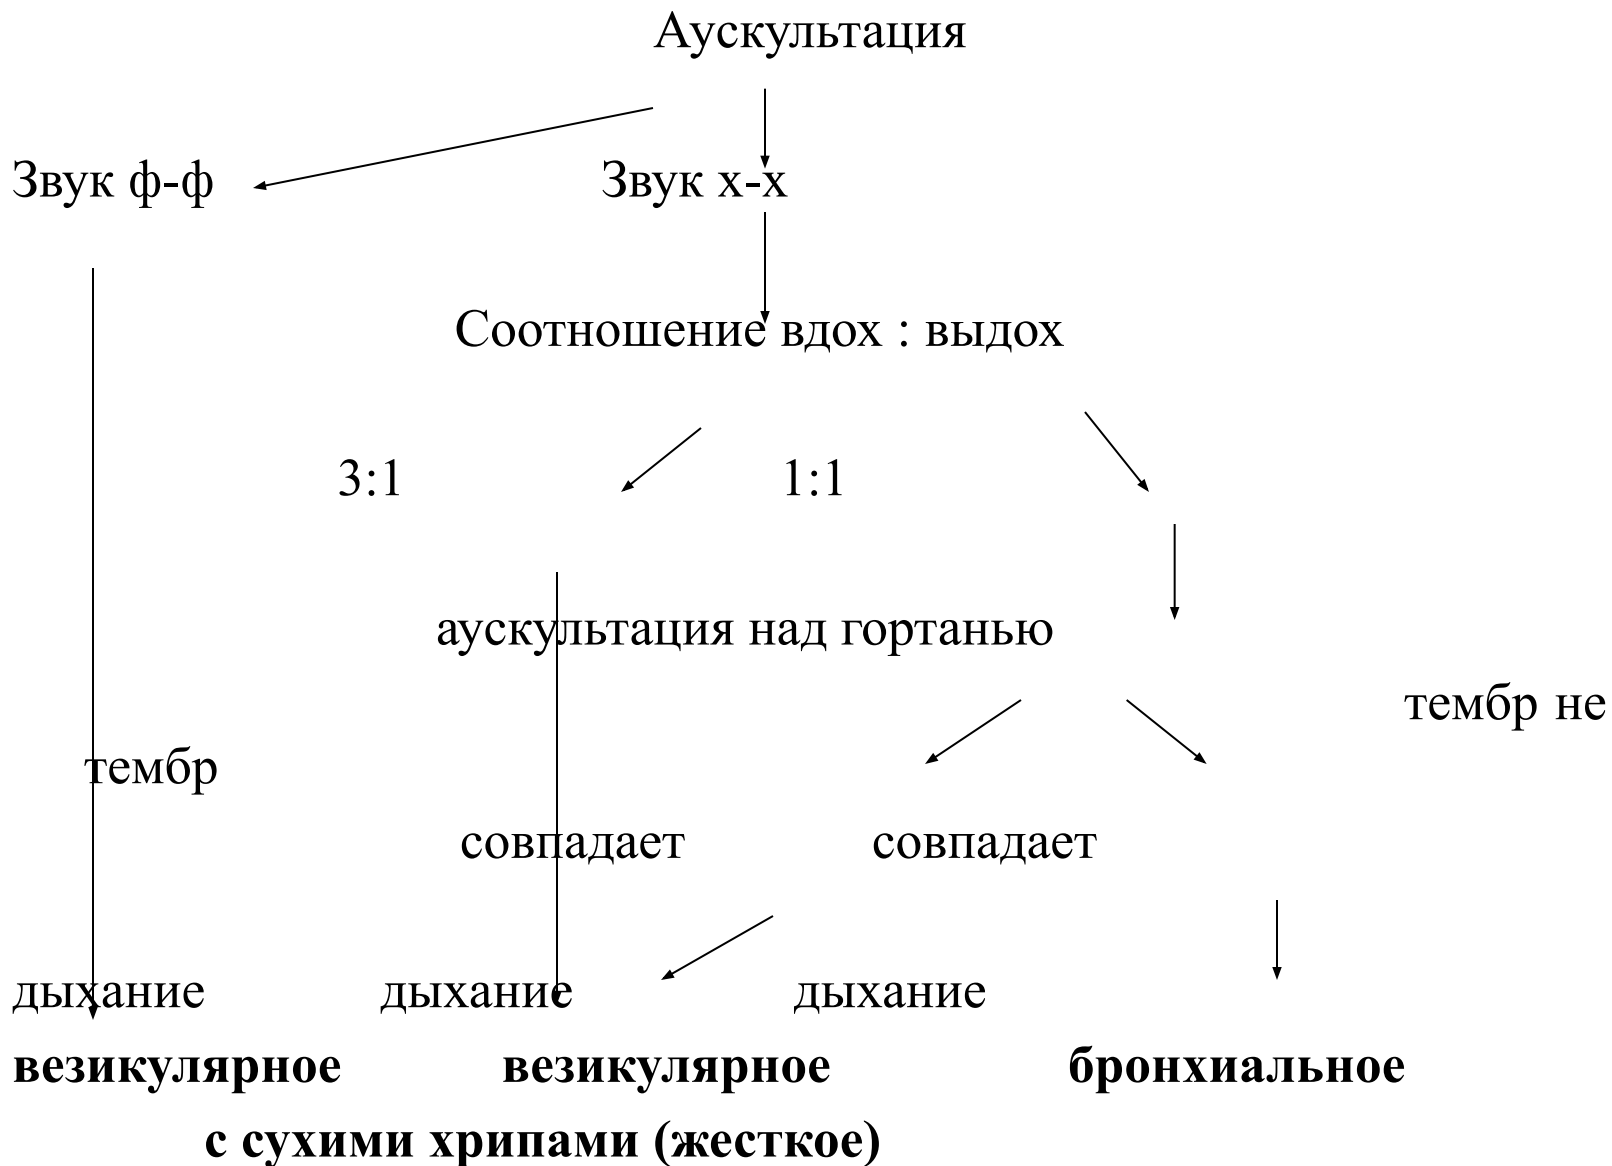 Аускультация
Звук ф-ф Звук х-х
Соотношение вдох : выдох
3:1 1:1
аускультация над гортанью
тембр не
тембр
совпадает совпадает
дыхание дыхание дыхание
везикулярное везикулярное бронхиальное
с сухими хрипами (жесткое)